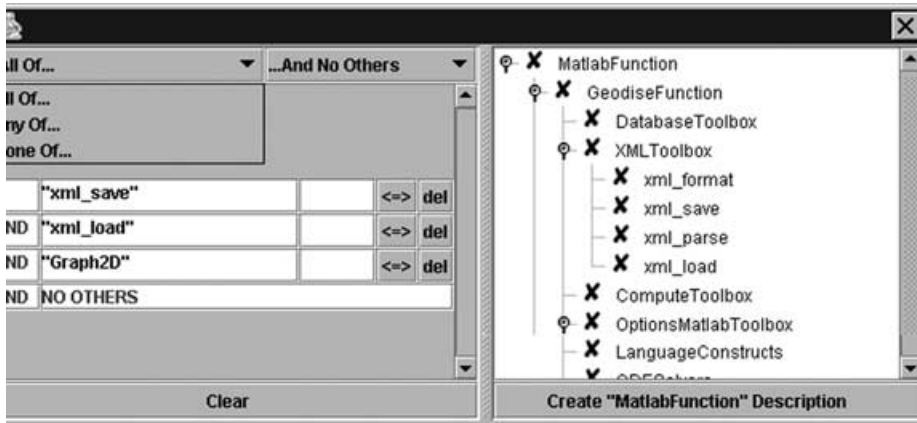 ll Of...
...And No Others
ll Of...
ny Of...
one Of...
"xml_save" <=> del
ND "xml_load" <=> del
ND "Graph2D" <=> del
ND NO OTHERS
Clear
MatlabFunction
GeodiseFunction
DatabaseToolbox
XMLToolbox
xml_format
xml_save
xml_parse
xml_load
ComputeToolbox
OptionsMatlabToolbox
LanguageConstructs
Create "MatlabFunction" Description